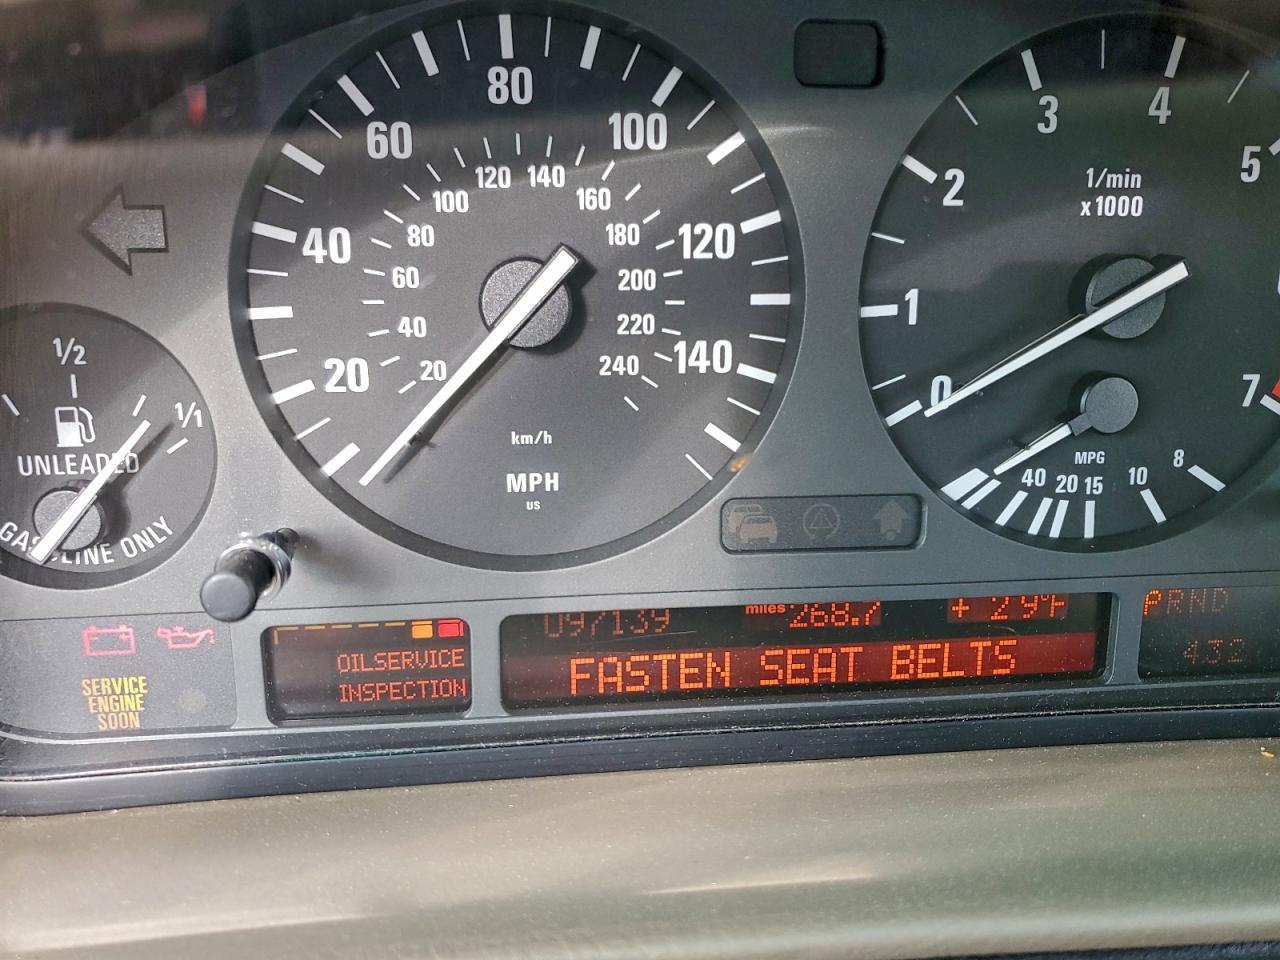 80
60
100
40
120
20
140
120 140
100
160
80
180
60
200
40
220
20
240
km/h
MPH
US
1/2
1/1
UNLEADED
GASOLINE ONLY
3
4
2
5
1/min
x1000
1
0
7
MPG
40 20 15 10 8
SERVICE
ENGINE
SOON
OILSERVICE
INSPECTION
097139 miles 268.7 + 29°F
FASTEN SEAT BELTS
PRND
432